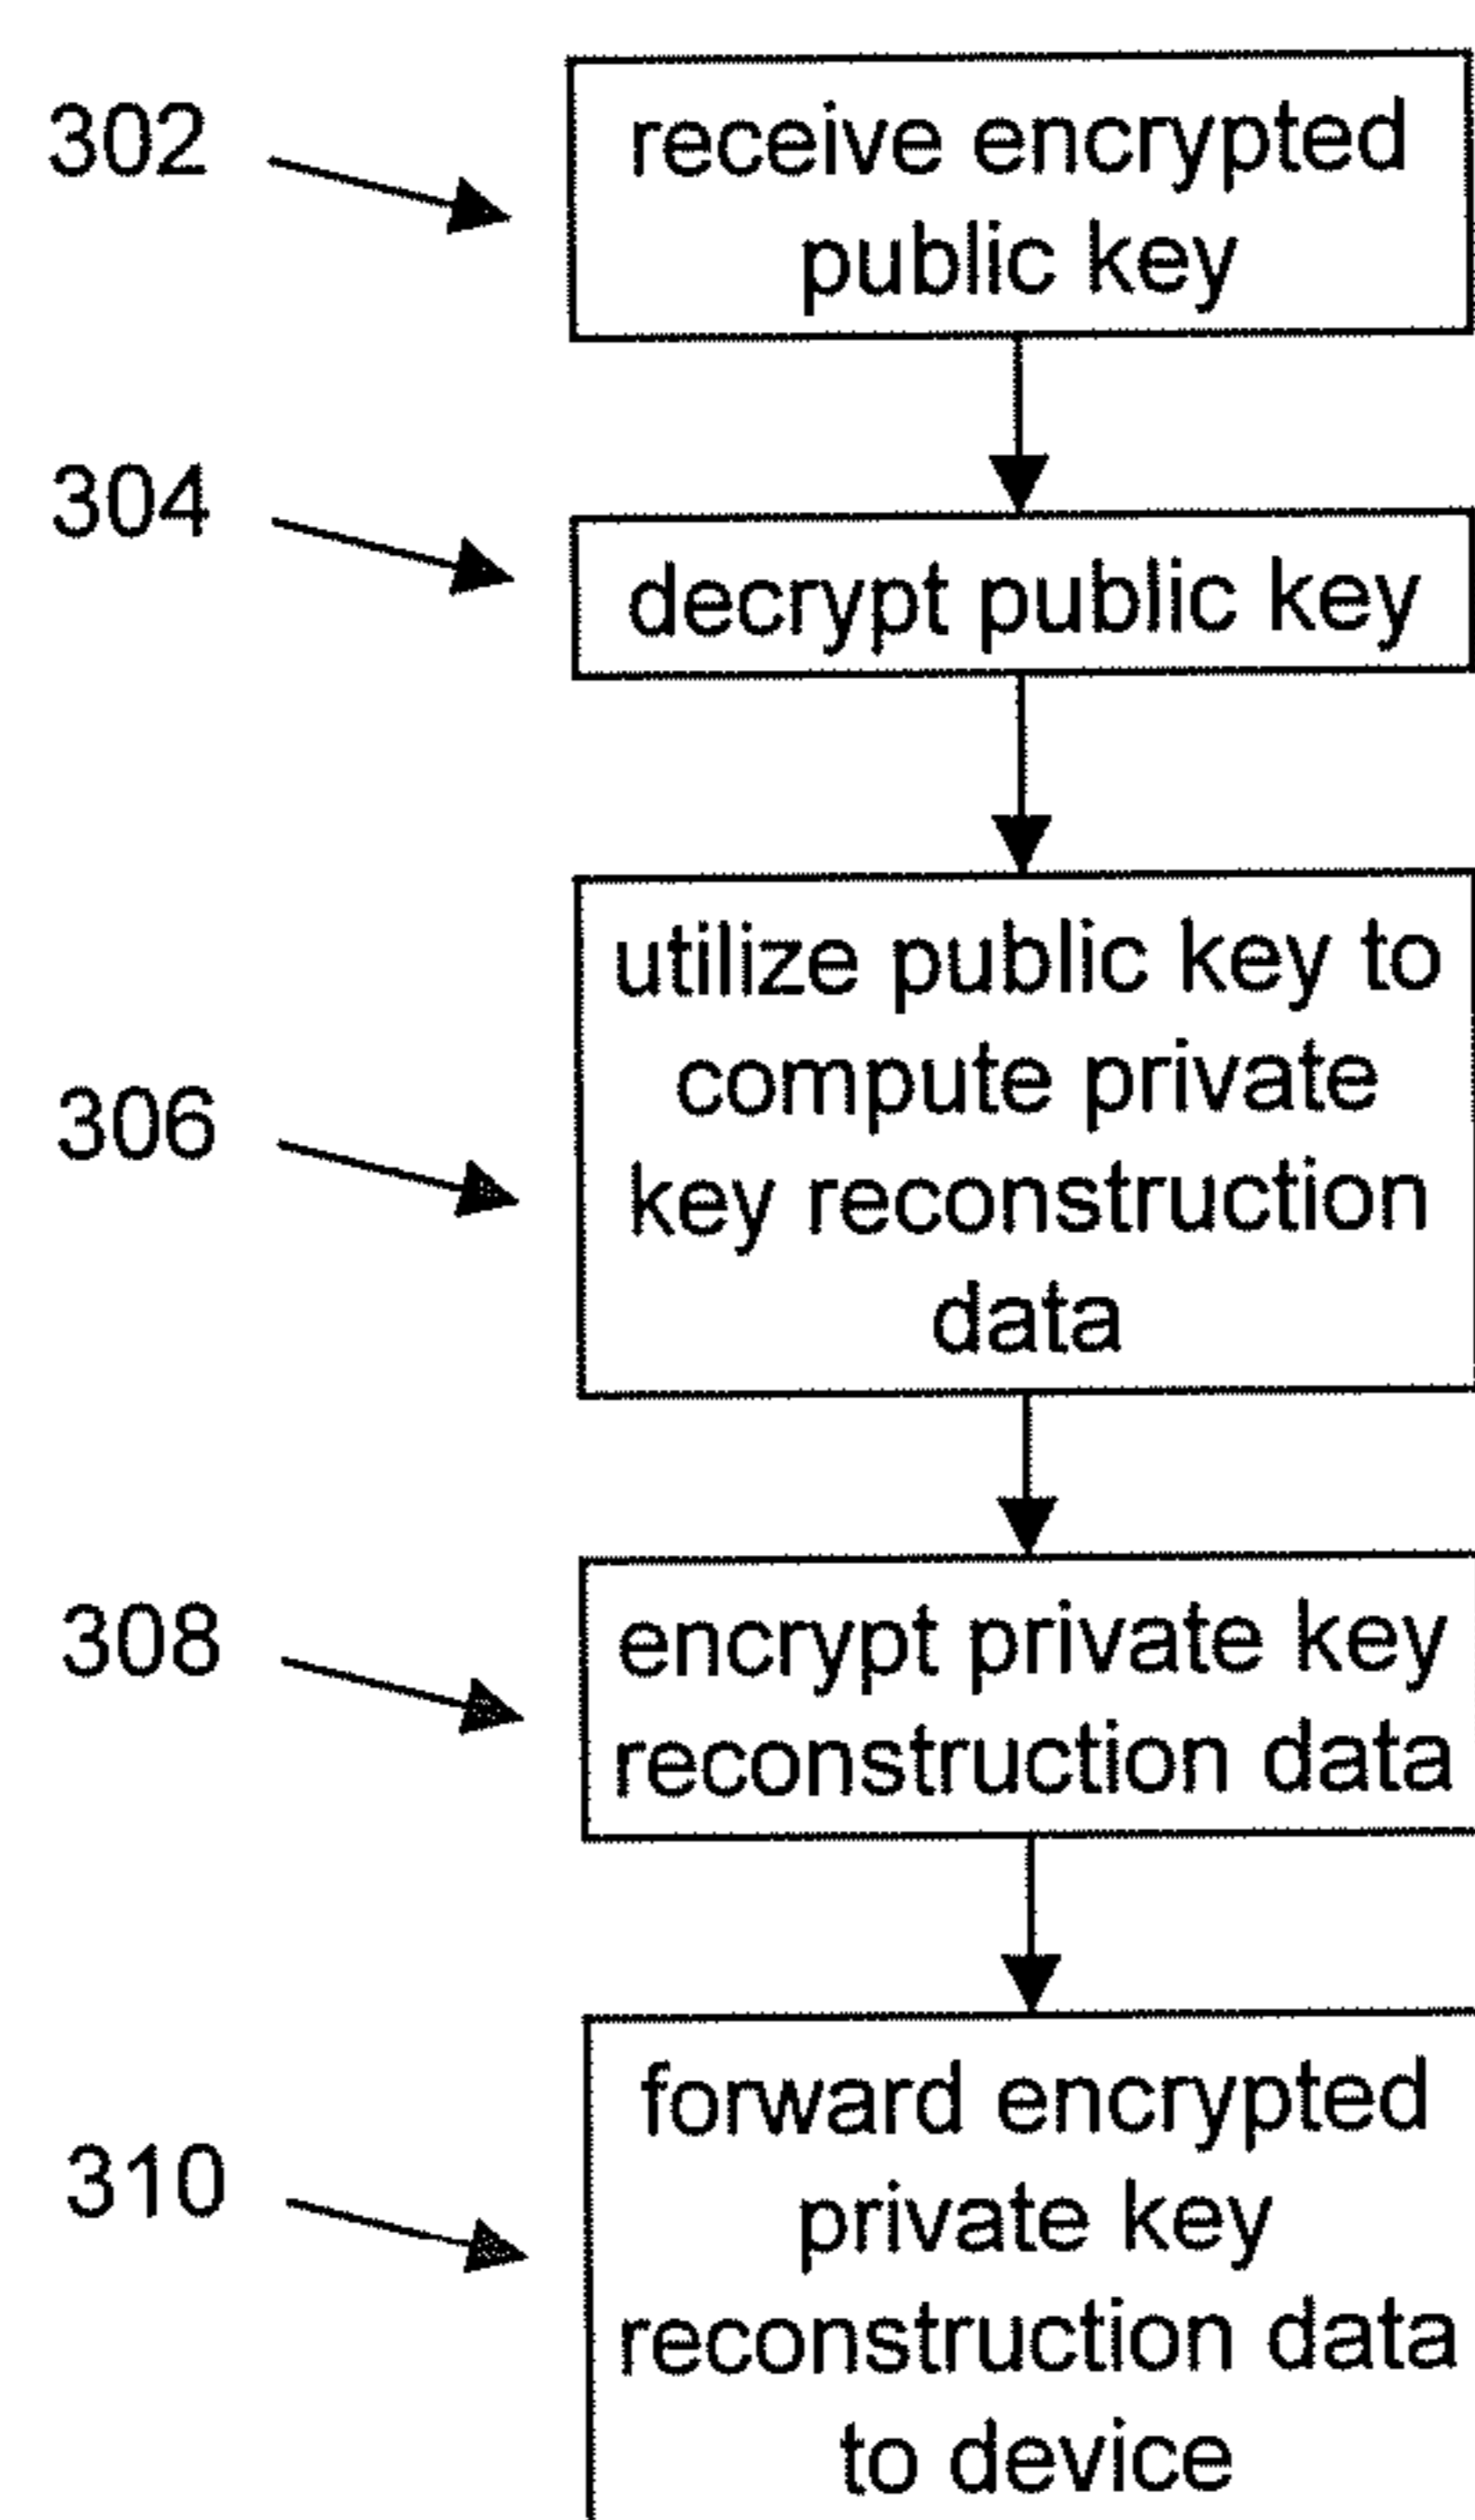 302
receive encrypted
public key
304
decrypt public key
utilize public key to
compute private
306
key reconstruction
data
308
encrypt private key
reconstruction data
forward encrypted
310
private key
reconstruction data
to device